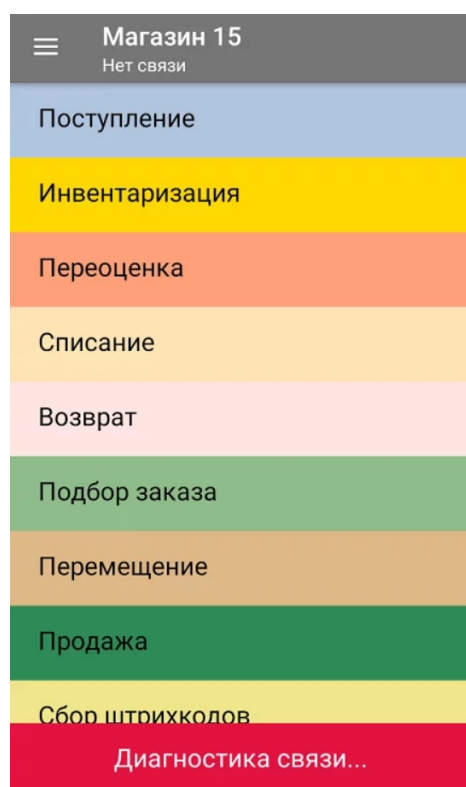 Магазин 15
Нет связи
Поступление
Инвентаризация
Переоценка
Списание
Возврат
Подбор заказа
Перемещение
Продажа
Сбор штрихкодов
Диагностика связи...